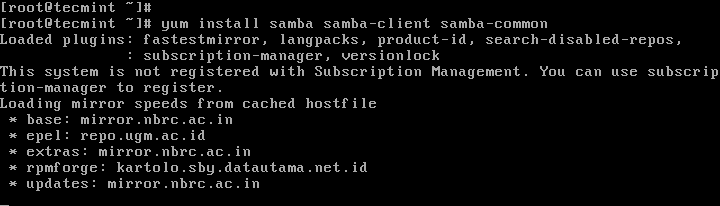 [root@tecmint ~]#
[root@tecmint ~]# yum install samba samba-client samba-common
Loaded plugins: fastestmirror, langpacks, product-id, search-disabled-repos,
              : subscription-manager, versionlock
This system is not registered with Subscription Management. You can use subscrip
tion-manager to register.
Loading mirror speeds from cached hostfile
 * base: mirror.nbrc.ac.in
 * epel: repo.ugm.ac.id
 * extras: mirror.nbrc.ac.in
 * rpmforge: kartolo.sby.datautama.net.id
 * updates: mirror.nbrc.ac.in